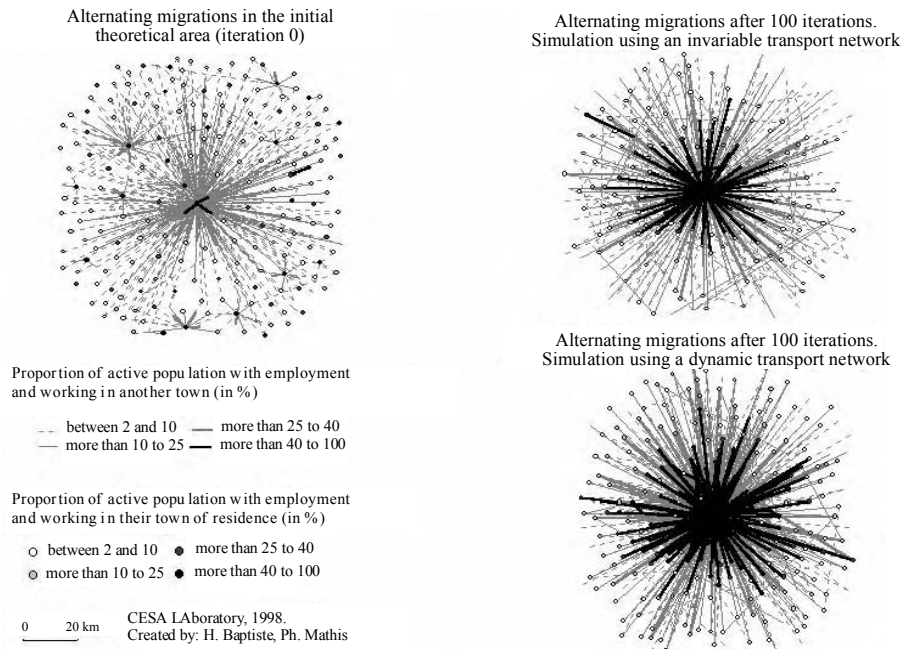 Alternating migrations in the initial
theoretical area (iteration 0)
Alternating migrations after 100 iterations.
Simulation using an invariable transport network
Alternating migrations after 100 iterations.
Simulation using a dynamic transport network
Proportion of active population with employment
and working in another town (in %)
between 2 and 10
more than 25 to 40
more than 10 to 25
more than 40 to 100
Proportion of active population with employment
and working in their town of residence (in %)
between 2 and 10
more than 25 to 40
more than 10 to 25
more than 40 to 100
0 20 km
CESA LAboratory, 1998.
Created by: H. Baptiste, Ph. Mathis